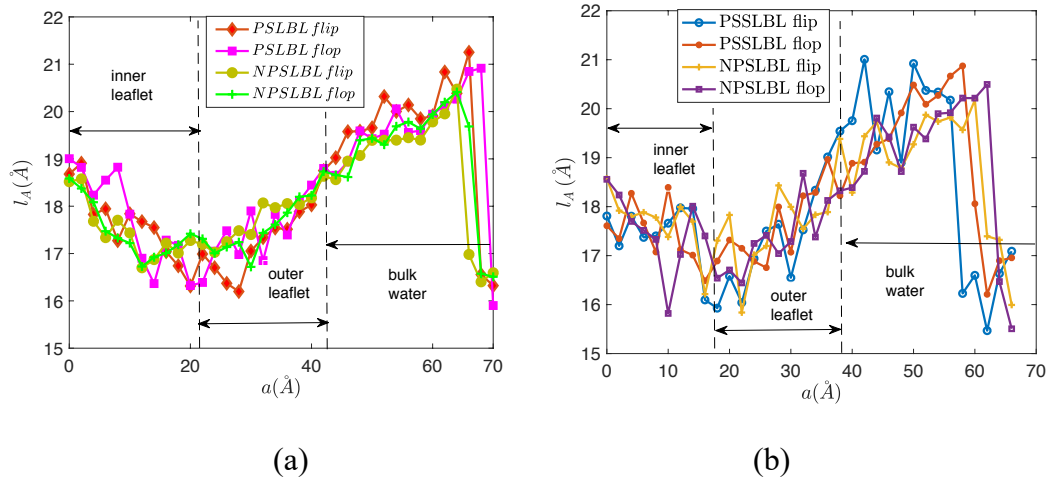 22
21
20
19
18
17
16
15
l_A(Å)
PSLBL flip
PSLBL flop
NPSLBL flip
NPSLBL flop
inner
leaflet
outer
leaflet
bulk
water
0 10 20 30 40 50 60 70
a(Å)
(a)
22
21
20
19
18
17
16
15
l_A(Å)
PSSLBL flip
PSSLBL flop
NPSLBL flip
NPSLBL flop
inner
leaflet
outer
leaflet
bulk
water
0 10 20 30 40 50 60 70
a(Å)
(b)